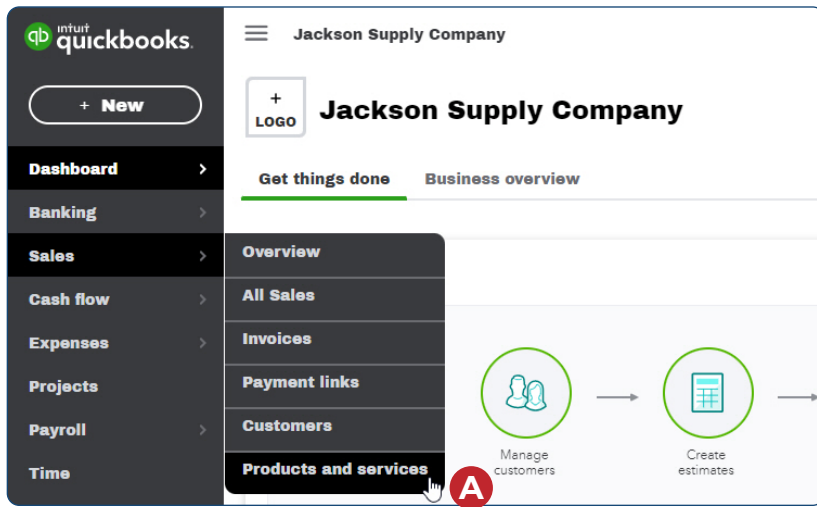 qb intuit
quickbooks.
Jackson Supply Company
+ New
+
LOGO
Jackson Supply Company
Get things done
Business overview
Dashboard
Banking
Sales
Cash flow
Expenses
Projects
Payroll
Time
Overview
All Sales
Invoices
Payment links
Customers
Products and services
A
Manage
customers
Create
estimates